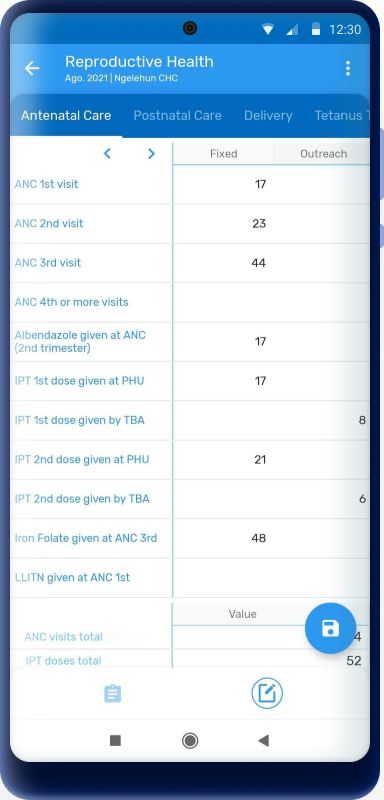 12:30
Reproductive Health
Ago. 2021 | Ngelehun CHC
Antenatal Care Postnatal Care Delivery Tetanus T
Fixed Outreach
ANC 1st visit 17
ANC 2nd visit 23
ANC 3rd visit 44
ANC 4th or more visits
Albendazole given at ANC
(2nd trimester) 17
IPT 1st dose given at PHU 17
IPT 1st dose given by TBA 8
IPT 2nd dose given at PHU 21
IPT 2nd dose given by TBA 6
Iron Folate given at ANC 3rd 48
LLITN given at ANC 1st
Value
ANC visits total 4
IPT doses total 52